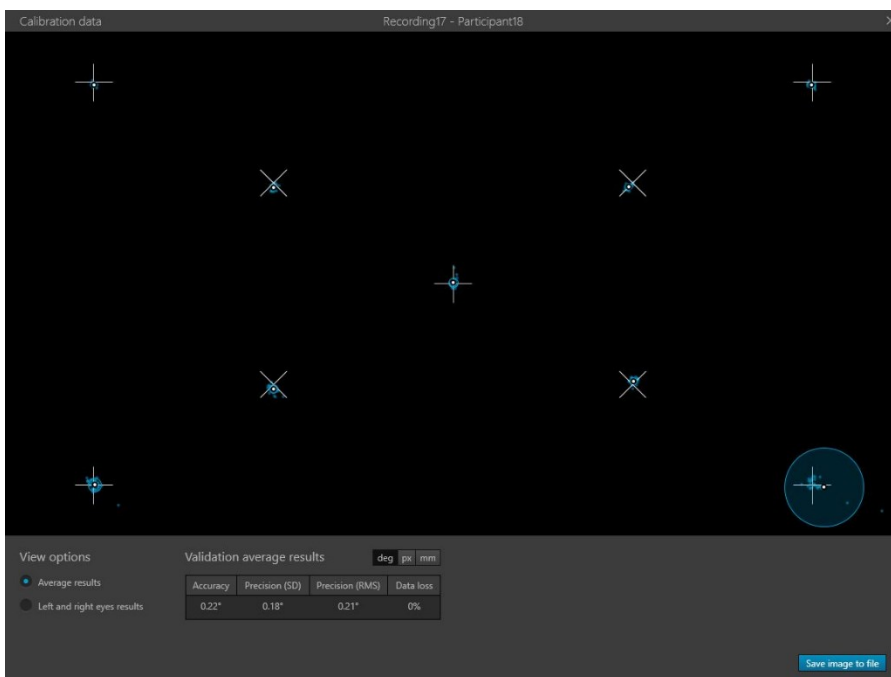 Calibration data
Recording17 - Participant18
View options
Average results
Left and right eyes results
Validation average results
deg px mm
Accuracy Precision (SD) Precision (RMS) Data loss
0.22° 0.18° 0.21° 0%
Save image to file